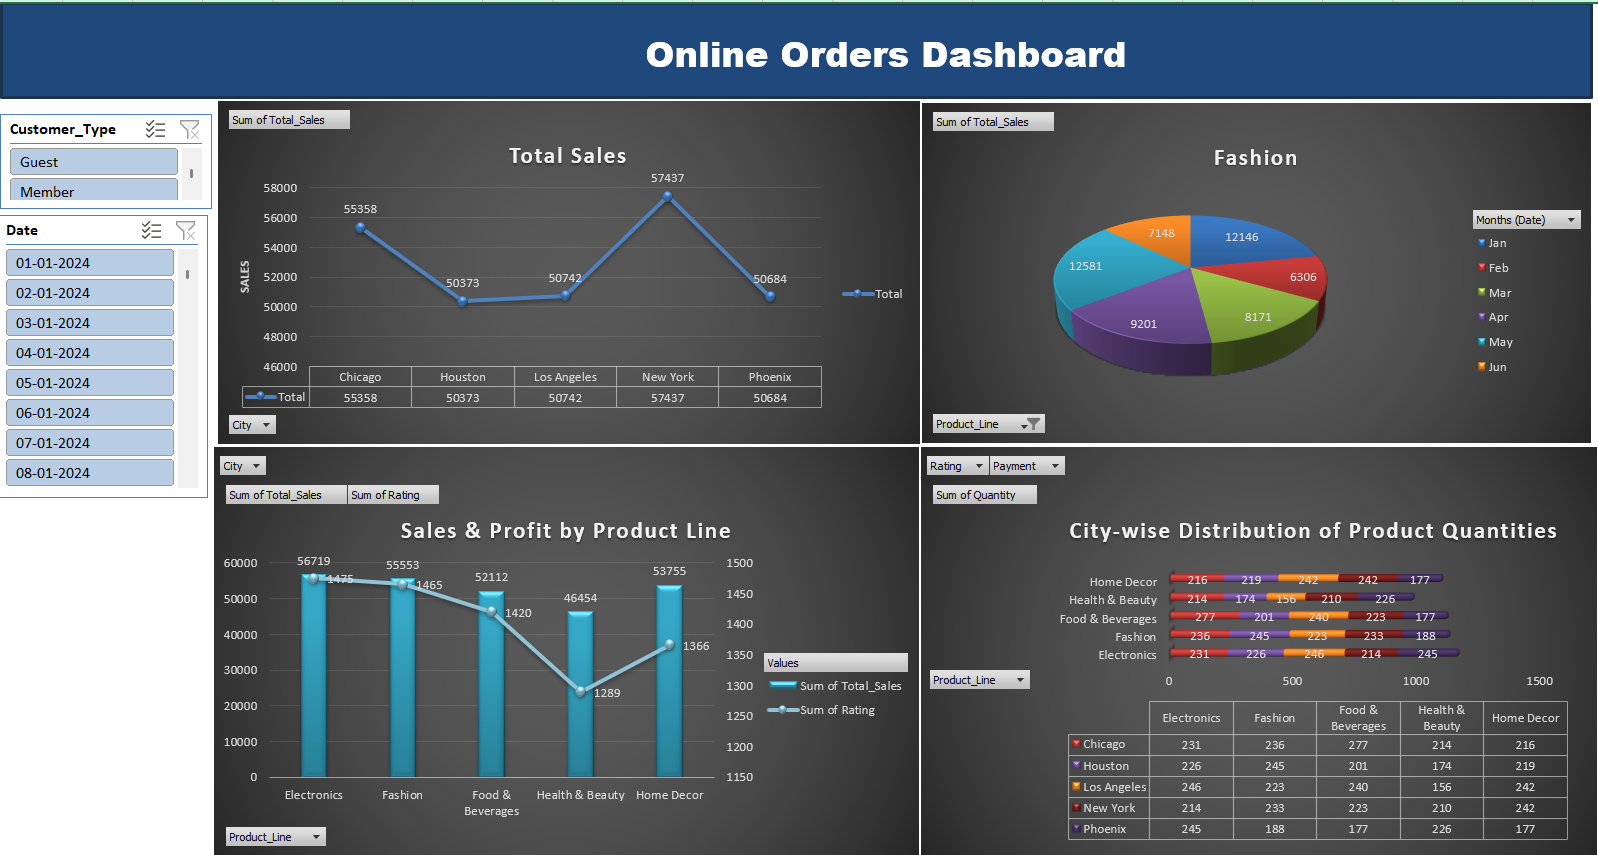 Online Orders Dashboard
Customer_Type
Guest
Member
Date
01-01-2024
02-01-2024
03-01-2024
04-01-2024
05-01-2024
06-01-2024
07-01-2024
08-01-2024
Sum of Total_Sales
Total Sales
58000
56000
54000
52000
50000
48000
46000
SALES
55358
50373
50742
57437
50684
Total
Chicago Houston Los Angeles New York Phoenix
Total 55358 50373 50742 57437 50684
City
Sum of Total_Sales
Fashion
12146
6306
8171
9201
12581
7148
Months (Date)
Jan
Feb
Mar
Apr
May
Jun
Product_Line
City
Sum of Total_Sales Sum of Rating
Sales & Profit by Product Line
60000
50000
40000
30000
20000
10000
0
56719
55553
52112
46454
53755
1475
1465
1420
1289
1366
1500
1450
1400
1350
1300
1250
1200
1150
Electronics Fashion Food & Beverages Health & Beauty Home Decor
Values
Sum of Total_Sales
Sum of Rating
Product_Line
Rating Payment
Sum of Quantity
City-wise Distribution of Product Quantities
Home Decor 216 219 242 242 177
Health & Beauty 214 174 156 210 226
Food & Beverages 277 201 240 223 177
Fashion 236 245 223 233 188
Electronics 231 226 246 214 245
0 500 1000 1500
Product_Line
Electronics Fashion Food & Beverages Health & Beauty Home Decor
Chicago 231 236 277 214 216
Houston 226 245 201 174 219
Los Angeles 246 223 240 156 242
New York 214 233 223 210 242
Phoenix 245 188 177 226 177